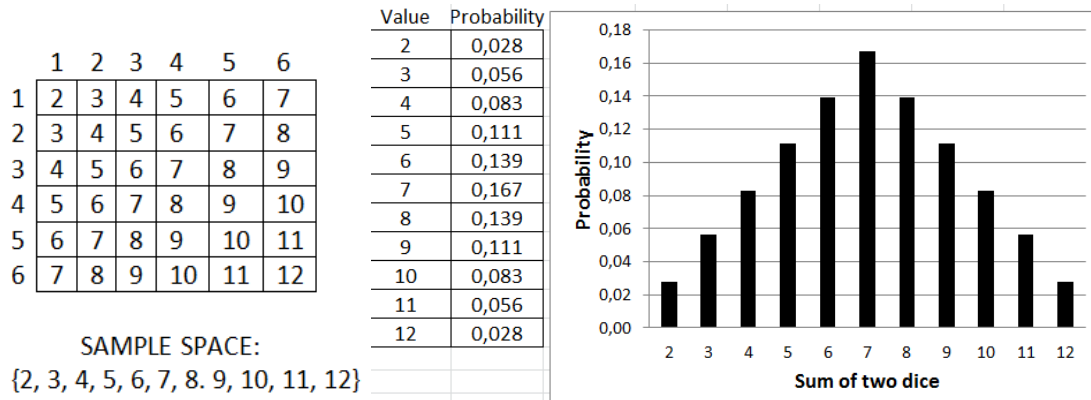 1 2 3 4 5 6
1 2 3 4 5 6 7
2 3 4 5 6 7 8
3 4 5 6 7 8 9
4 5 6 7 8 9 10
5 6 7 8 9 10 11
6 7 8 9 10 11 12
SAMPLE SPACE:
{2, 3, 4, 5, 6, 7, 8. 9, 10, 11, 12}
Value Probability
2 0,028
3 0,056
4 0,083
5 0,111
6 0,139
7 0,167
8 0,139
9 0,111
10 0,083
11 0,056
12 0,028
Probability
0,18
0,16
0,14
0,12
0,10
0,08
0,06
0,04
0,02
0,00
2 3 4 5 6 7 8 9 10 11 12
Sum of two dice